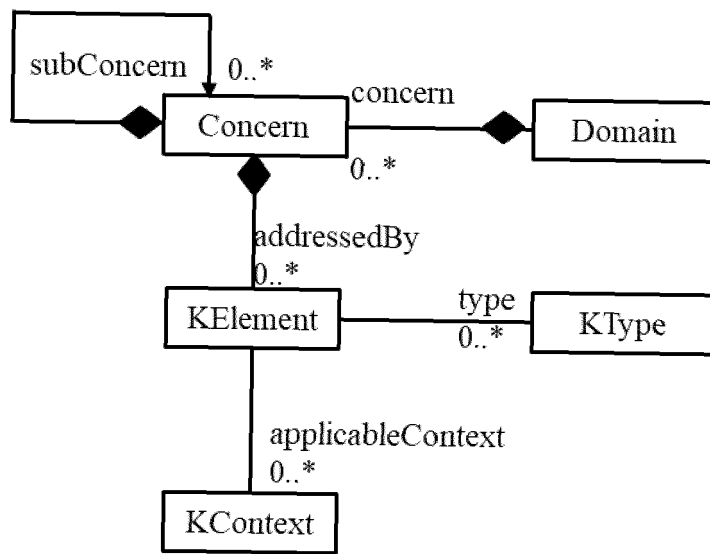 subConcern
0..*
concern
Concern
Domain
0..*
addressedBy
0..*
KElement
type
KType
0..*
applicableContext
0..*
KContext